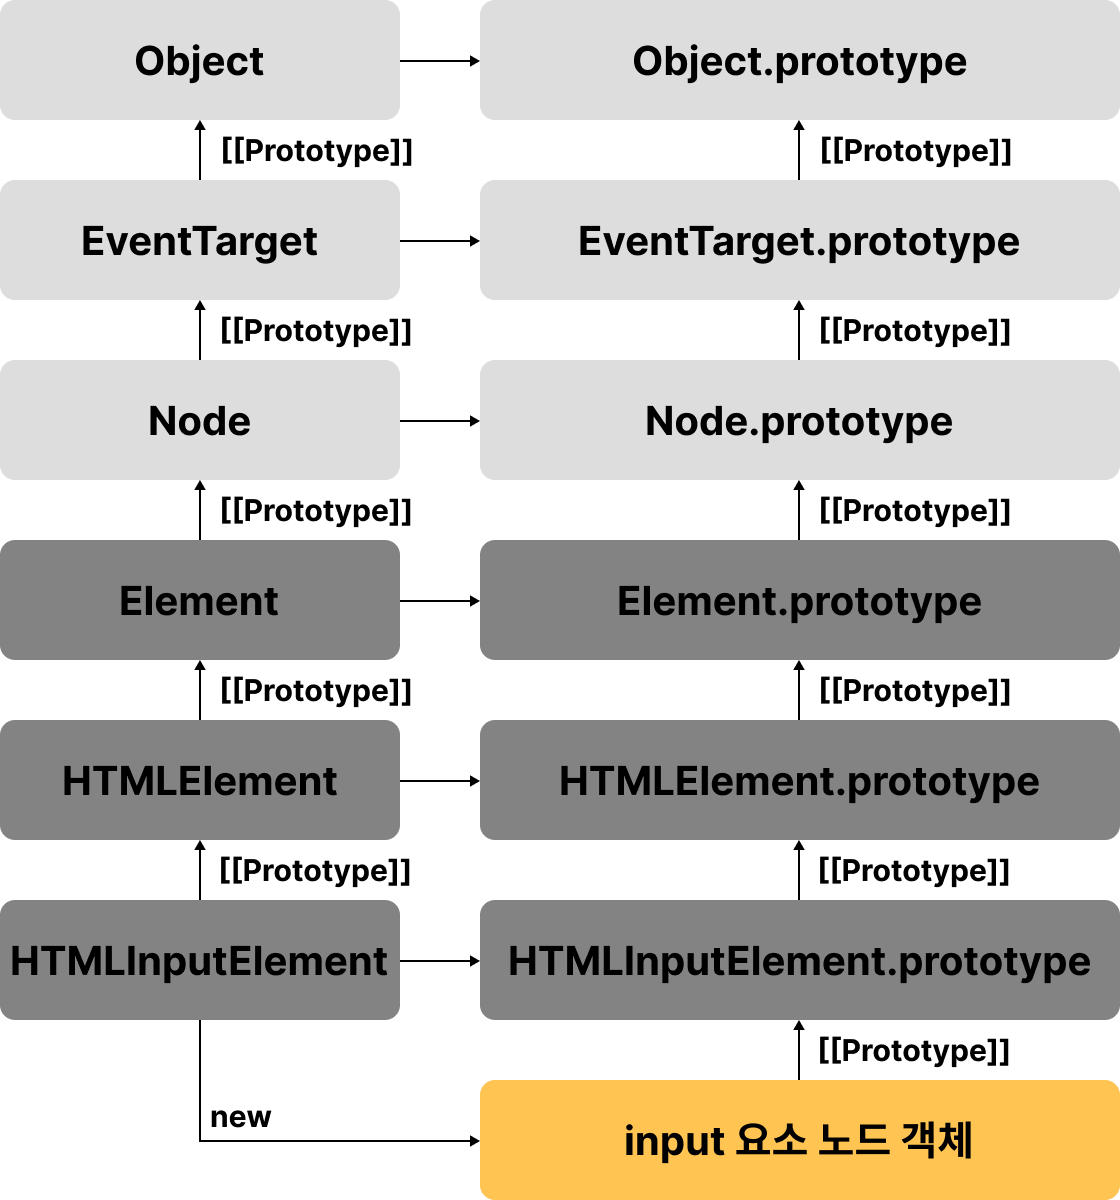 Object
Object.prototype
[[Prototype]]
[[Prototype]]
EventTarget
EventTarget.prototype
[[Prototype]]
[[Prototype]]
Node
Node.prototype
[[Prototype]]
[[Prototype]]
Element
Element.prototype
[[Prototype]]
[[Prototype]]
HTMLElement
HTMLElement.prototype
[[Prototype]]
[[Prototype]]
HTMLInputElement
HTMLInputElement.prototype
[[Prototype]]
new
input 요소 노드 객체